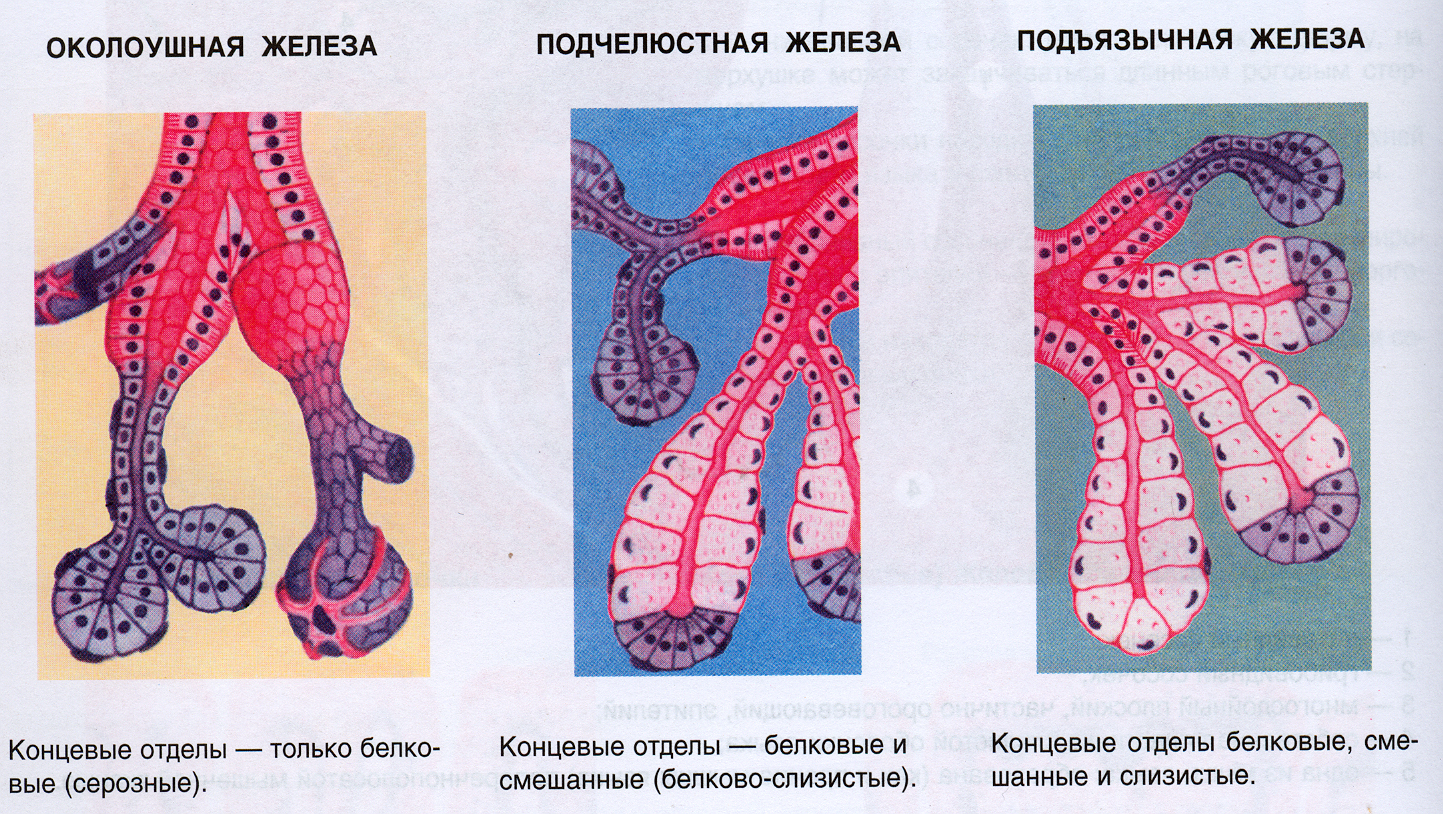 ОКОЛОУШНАЯ ЖЕЛЕЗА
Концевые отделы — только белко-
вые (серозные).
ПОДЧЕЛЮСТНАЯ ЖЕЛЕЗА
Концевые отделы — белковые и
смешанные (белково-слизистые).
ПОДЪЯЗЫЧНАЯ ЖЕЛЕЗА
Концевые отделы белковые, сме-
шанные и слизистые.